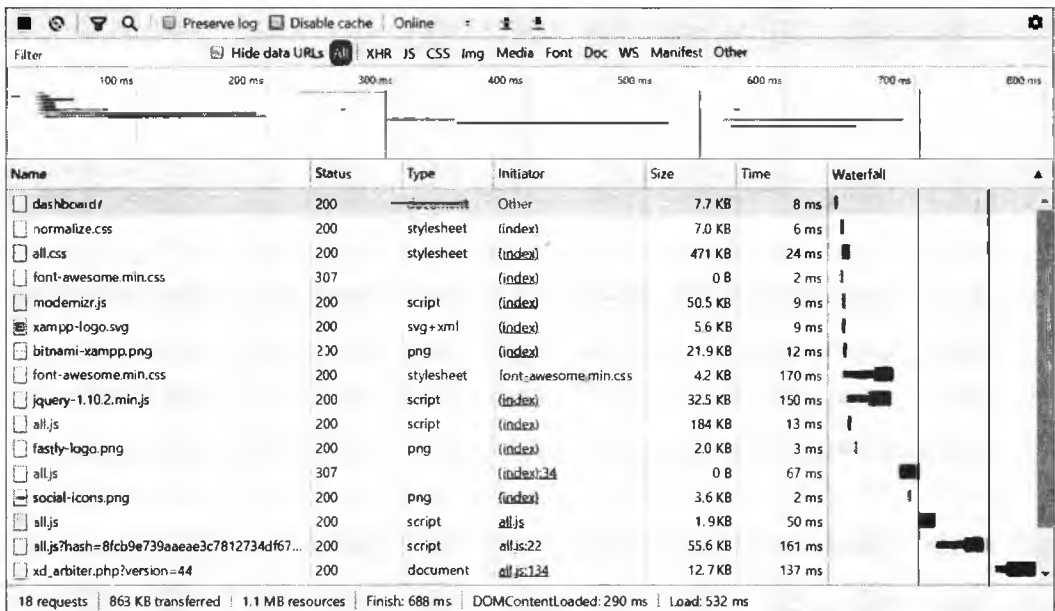 Preserve log Disable cache Online
Filter Hide data URLs All XHR JS CSS Img Media Font Doc WS Manifest Other
100 ms 200 ms 300 ms 400 ms 500 ms 600 ms 700 ms 800 ms
Name Status Type Initiator Size Time Waterfall
dashboard/ 200 document Other 7.7 KB 8 ms
normalize.css 200 stylesheet (index) 7.0 KB 6 ms
all.css 200 stylesheet (index) 471 KB 24 ms
font-awesome.min.css 307 (index) 0 B 2 ms
modernizr.js 200 script (index) 50.5 KB 9 ms
xampp-logo.svg 200 svg+xml (index) 5.6 KB 9 ms
bitnami-xampp.png 200 png (index) 21.9 KB 12 ms
font-awesome.min.css 200 stylesheet font-awesome.min.css 4.2 KB 170 ms
jquery-1.10.2.min.js 200 script (index) 32.5 KB 150 ms
all.js 200 script (index) 184 KB 13 ms
fastly-logo.png 200 png (index) 2.0 KB 3 ms
all.js 307 (index):34 0 B 67 ms
social-icons.png 200 png (index) 3.6 KB 2 ms
all.js 200 script all.js 1.9 KB 50 ms
all.js?hash=8fcb9e739aaeae3c7812734df67... 200 script all.js:22 55.6 KB 161 ms
xd_arbiter.php?version=44 200 document all.js:134 12.7 KB 137 ms
18 requests 863 KB transferred 1.1 MB resources Finish: 688 ms DOMContentLoaded: 290 ms Load: 532 ms